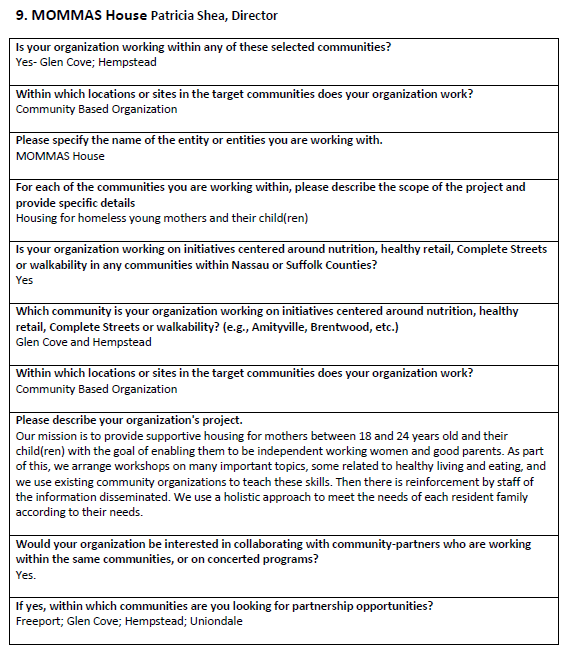 9. MOMMAS House Patricia Shea, Director
Is your organization working within any of these selected communities?
Yes- Glen Cove; Hempstead
Within which locations or sites in the target communities does your organization work?
Community Based Organization
Please specify the name of the entity or entities you are working with.
MOMMAS House
For each of the communities you are working within, please describe the scope of the project and
provide specific details
Housing for homeless young mothers and their child(ren)
Is your organization working on initiatives centered around nutrition, healthy retail, Complete Streets
or walkability in any communities within Nassau or Suffolk Counties?
Yes
Which community is your organization working on initiatives centered around nutrition, healthy
retail, Complete Streets or walkability? (e.g., Amityville, Brentwood, etc.)
Glen Cove and Hempstead
Within which locations or sites in the target communities does your organization work?
Community Based Organization
Please describe your organization's project.
Our mission is to provide supportive housing for mothers between 18 and 24 years old and their
child(ren) with the goal of enabling them to be independent working women and good parents. As part
of this, we arrange workshops on many important topics, some related to healthy living and eating, and
we use existing community organizations to teach these skills. Then there is reinforcement by staff of
the information disseminated. We use a holistic approach to meet the needs of each resident family
according to their needs.
Would your organization be interested in collaborating with community-partners who are working
within the same communities, or on concerted programs?
Yes.
If yes, within which communities are you looking for partnership opportunities?
Freeport; Glen Cove; Hempstead; Uniondale